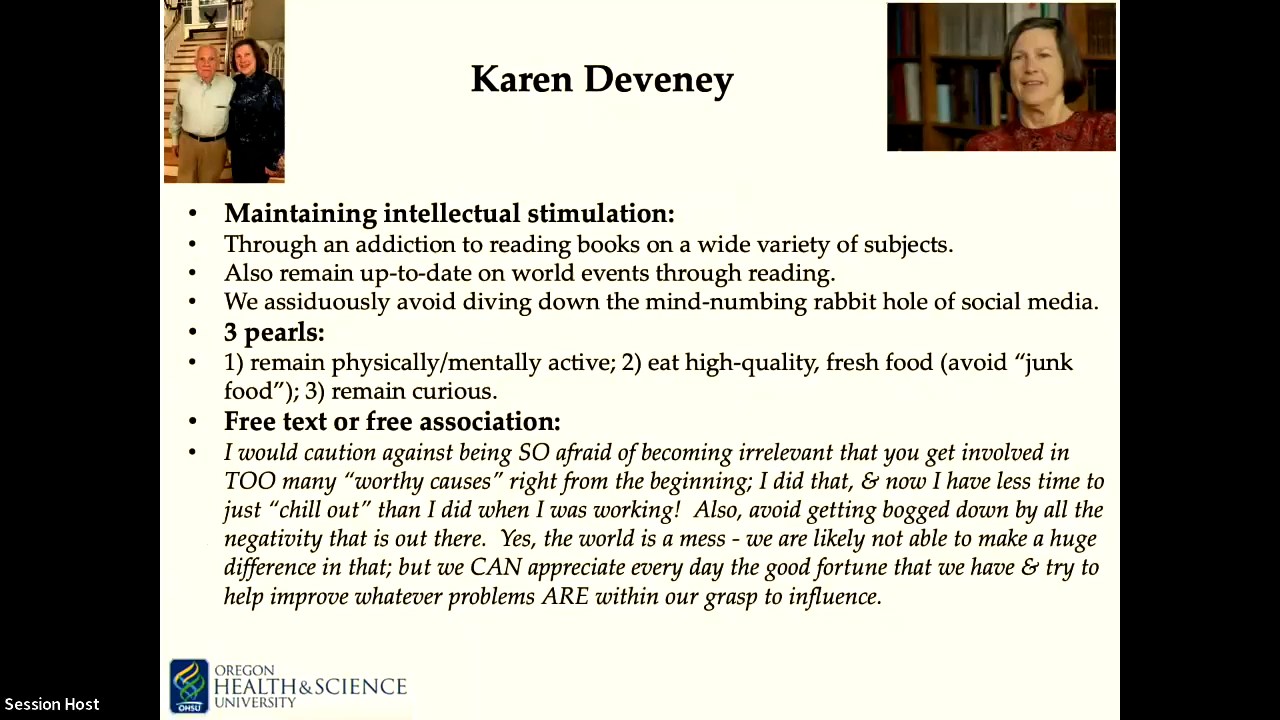 Karen Deveney
• Maintaining intellectual stimulation:
• Through an addiction to reading books on a wide variety of subjects.
• Also remain up-to-date on world events through reading.
• We assiduously avoid diving down the mind-numbing rabbit hole of social media.
• 3 pearls:
• 1) remain physically/mentally active; 2) eat high-quality, fresh food (avoid “junk
food”); 3) remain curious.
• Free text or free association:
• I would caution against being SO afraid of becoming irrelevant that you get involved in
TOO many “worthy causes” right from the beginning; I did that, & now I have less time to
just “chill out” than I did when I was working!  Also, avoid getting bogged down by all the
negativity that is out there.  Yes, the world is a mess - we are likely not able to make a huge
difference in that; but we CAN appreciate every day the good fortune that we have & try to
help improve whatever problems ARE within our grasp to influence.
OHSU
OREGON
HEALTH&SCIENCE
UNIVERSITY
Session Host